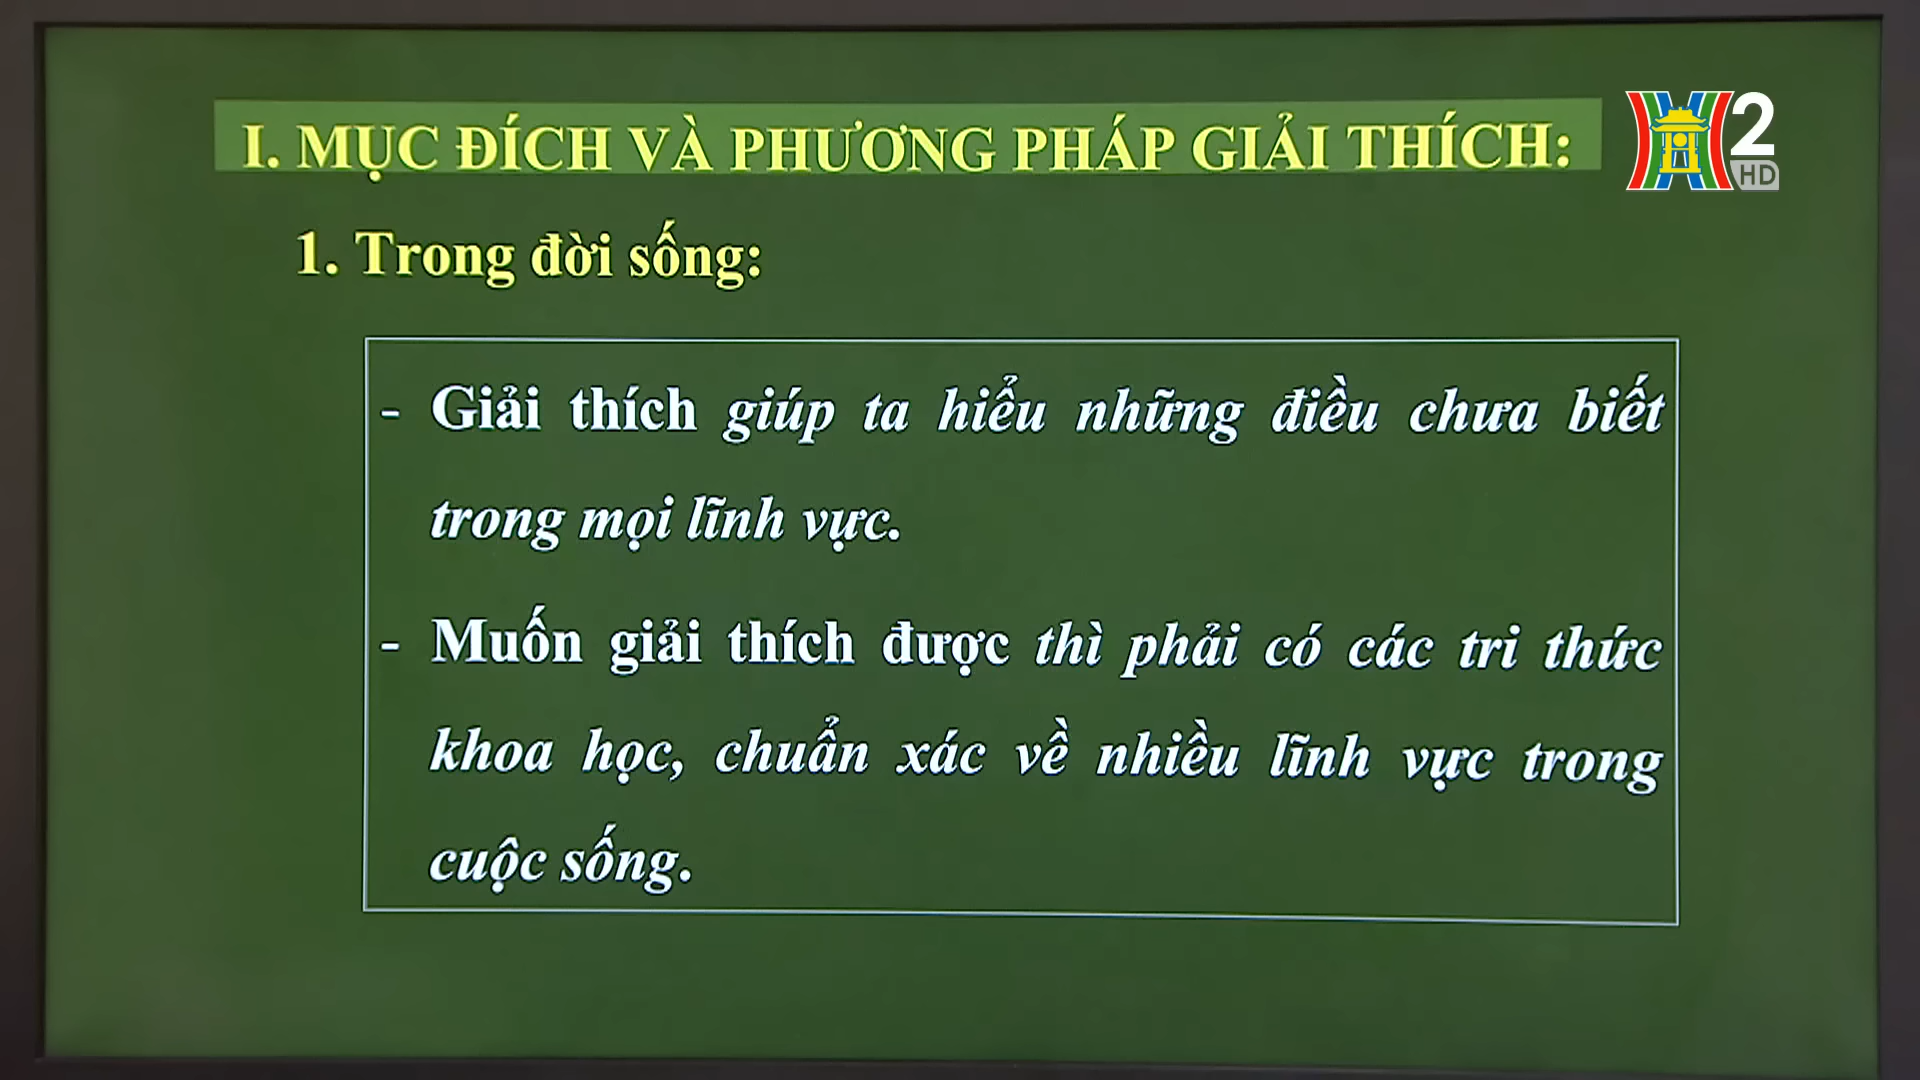 I. MỤC ĐÍCH VÀ PHƯƠNG PHÁP GIẢI THÍCH:
2
HD
1. Trong đời sống:
- Giải thích giúp ta hiểu những điều chưa biết
trong mọi lĩnh vực.
- Muốn giải thích được thì phải có các tri thức
khoa học, chuẩn xác về nhiều lĩnh vực trong
cuộc sống.